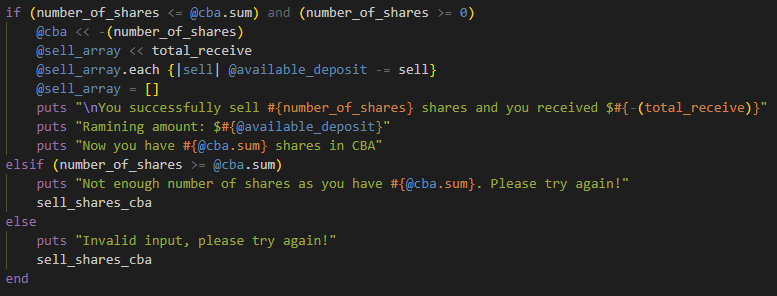 if (number_of_shares <= @cba.sum) and (number_of_shares >= 0)
    @cba << -(number_of_shares)
    @sell_array << total_receive
    @sell_array.each {|sell| @available_deposit -= sell}
    @sell_array = []
    puts "\nYou successfully sell #{number_of_shares} shares and you received $#{-(total_receive)}"
    puts "Ramining amount: $#{@available_deposit}"
    puts "Now you have #{@cba.sum} shares in CBA"
elsif (number_of_shares >= @cba.sum)
    puts "Not enough number of shares as you have #{@cba.sum}. Please try again!"
    sell_shares_cba
else
    puts "Invalid input, please try again!"
    sell_shares_cba
end